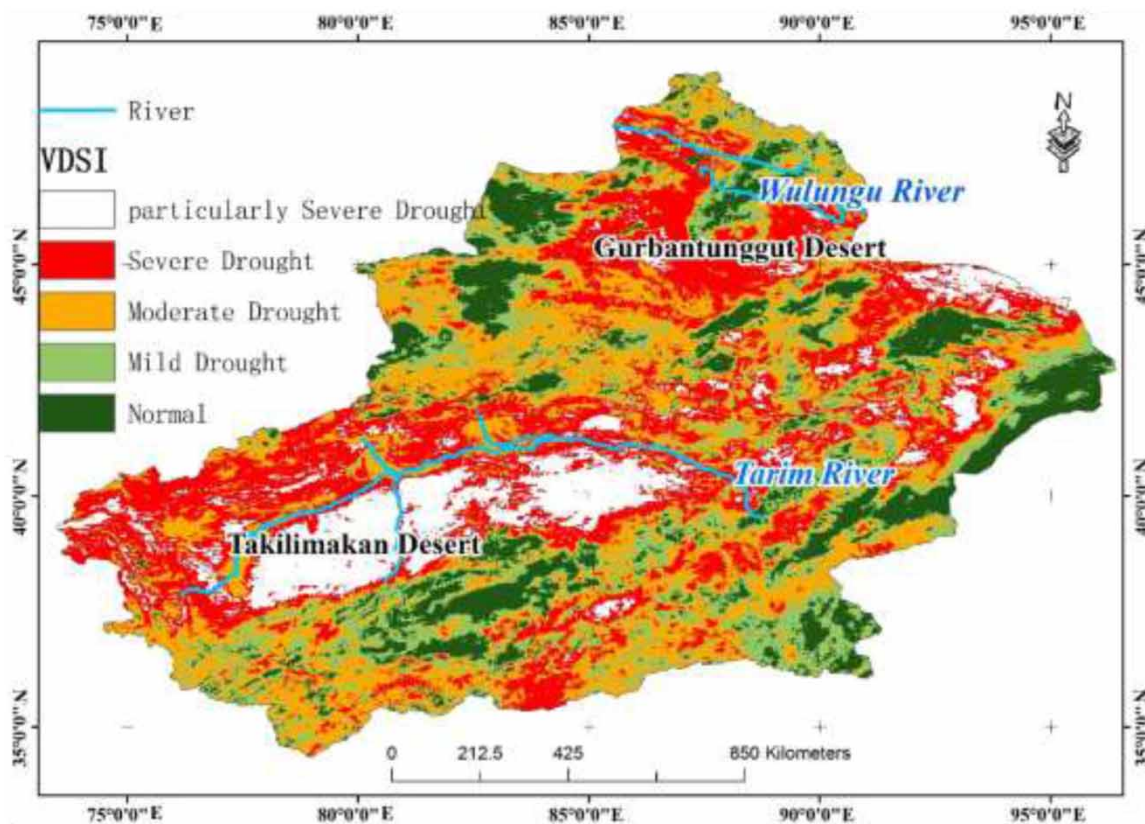 75°0'0"E 80°0'0"E 85°0'0"E 90°0'0"E 95°0'0"E
River
VDSI
particularly Severe Drought
Severe Drought
Moderate Drought
Mild Drought
Normal
N
Wulungu River
Gurbantunggut Desert
Tarim River
Takilimakan Desert
45°0'0"N
40°0'0"N
35°0'0"N
45°0'0"N
40°0'0"N
35°0'0"N
0 212.5 425 850 Kilometers
75°0'0"E 80°0'0"E 85°0'0"E 90°0'0"E 95°0'0"E